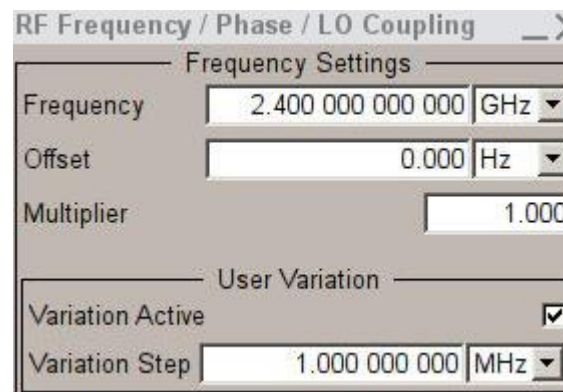 RF Frequency / Phase / LO Coupling
Frequency Settings
Frequency 2.400 000 000 000 GHz
Offset 0.000 Hz
Multiplier 1.000
User Variation
Variation Active
Variation Step 1.000 000 000 MHz